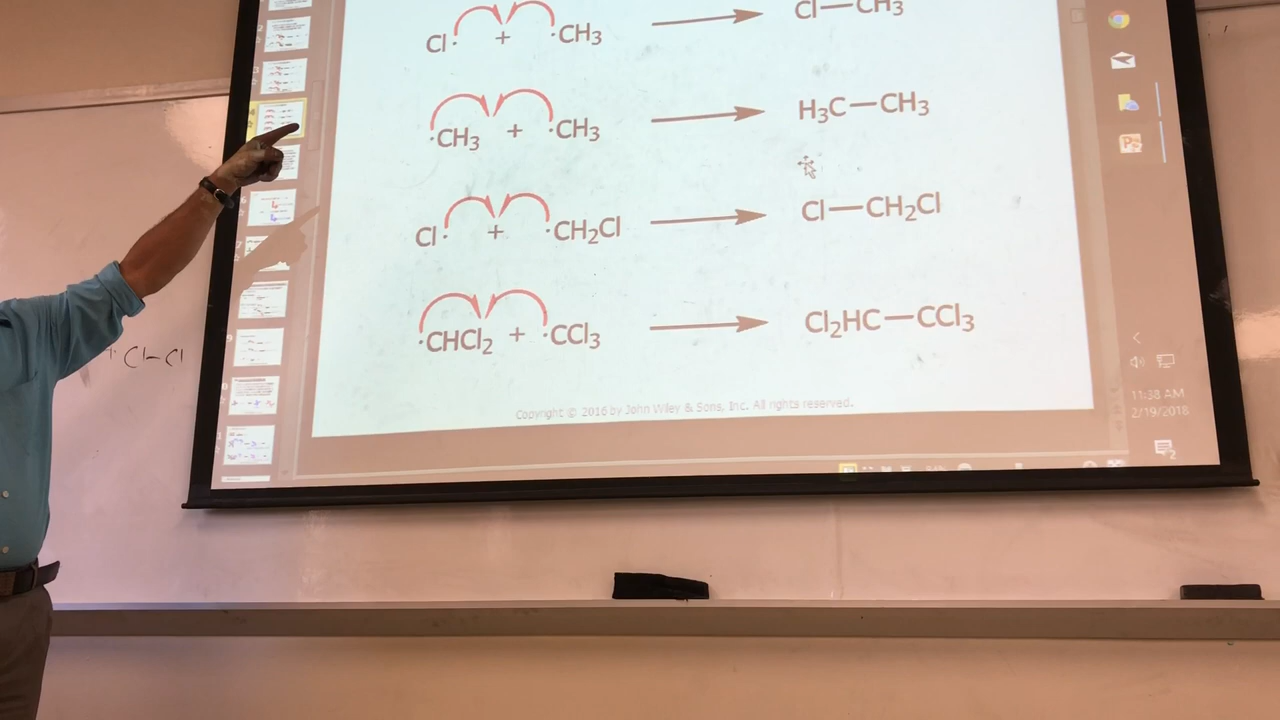 Cl· + ·CH₃ → Cl—CH₃
·CH₃ + ·CH₃ → H₃C—CH₃
Cl· + ·CH₂Cl → Cl—CH₂Cl
·CHCl₂ + ·CCl₃ → Cl₂HC—CCl₃
Cl—Cl
Copyright © 2016 by John Wiley & Sons, Inc. All rights reserved.
11:38 AM
2/19/2018